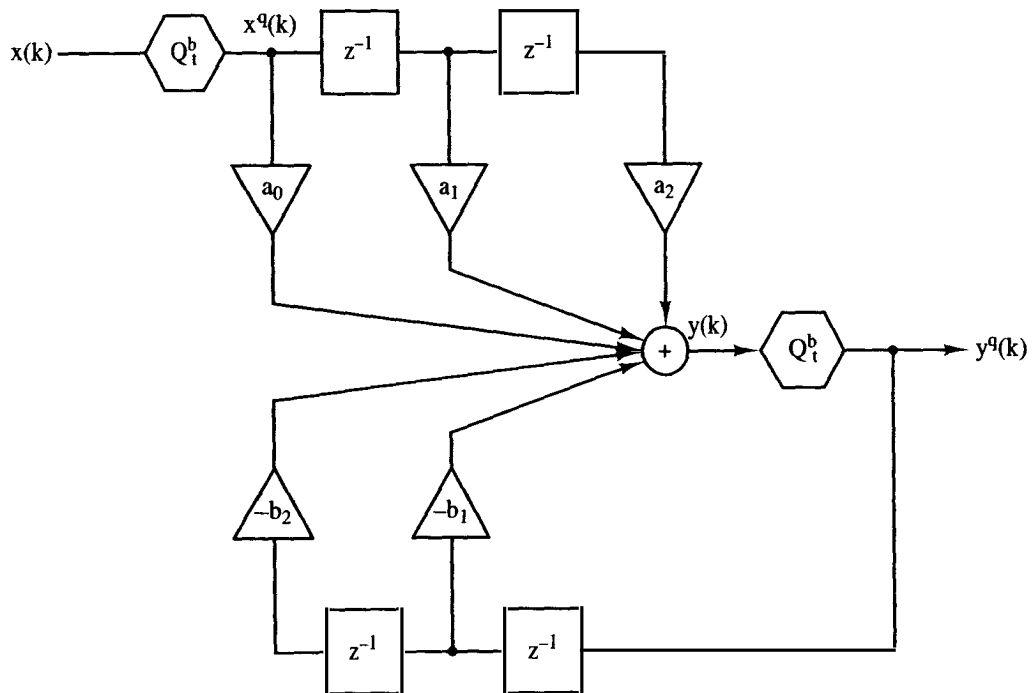 x(k)
Q_t^b
x^q(k)
z^{-1}
z^{-1}
a_0
a_1
a_2
+
y(k)
Q_t^b
y^q(k)
-b_2
-b_1
z^{-1}
z^{-1}